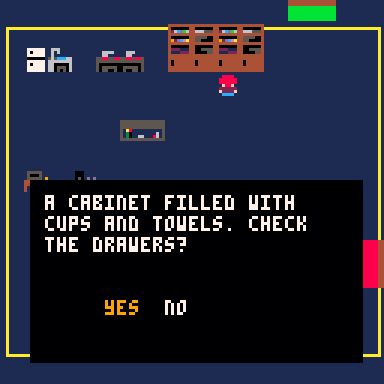 A CABINET FILLED WITH
CUPS AND TOWELS. CHECK
THE DRAWERS?
YES NO